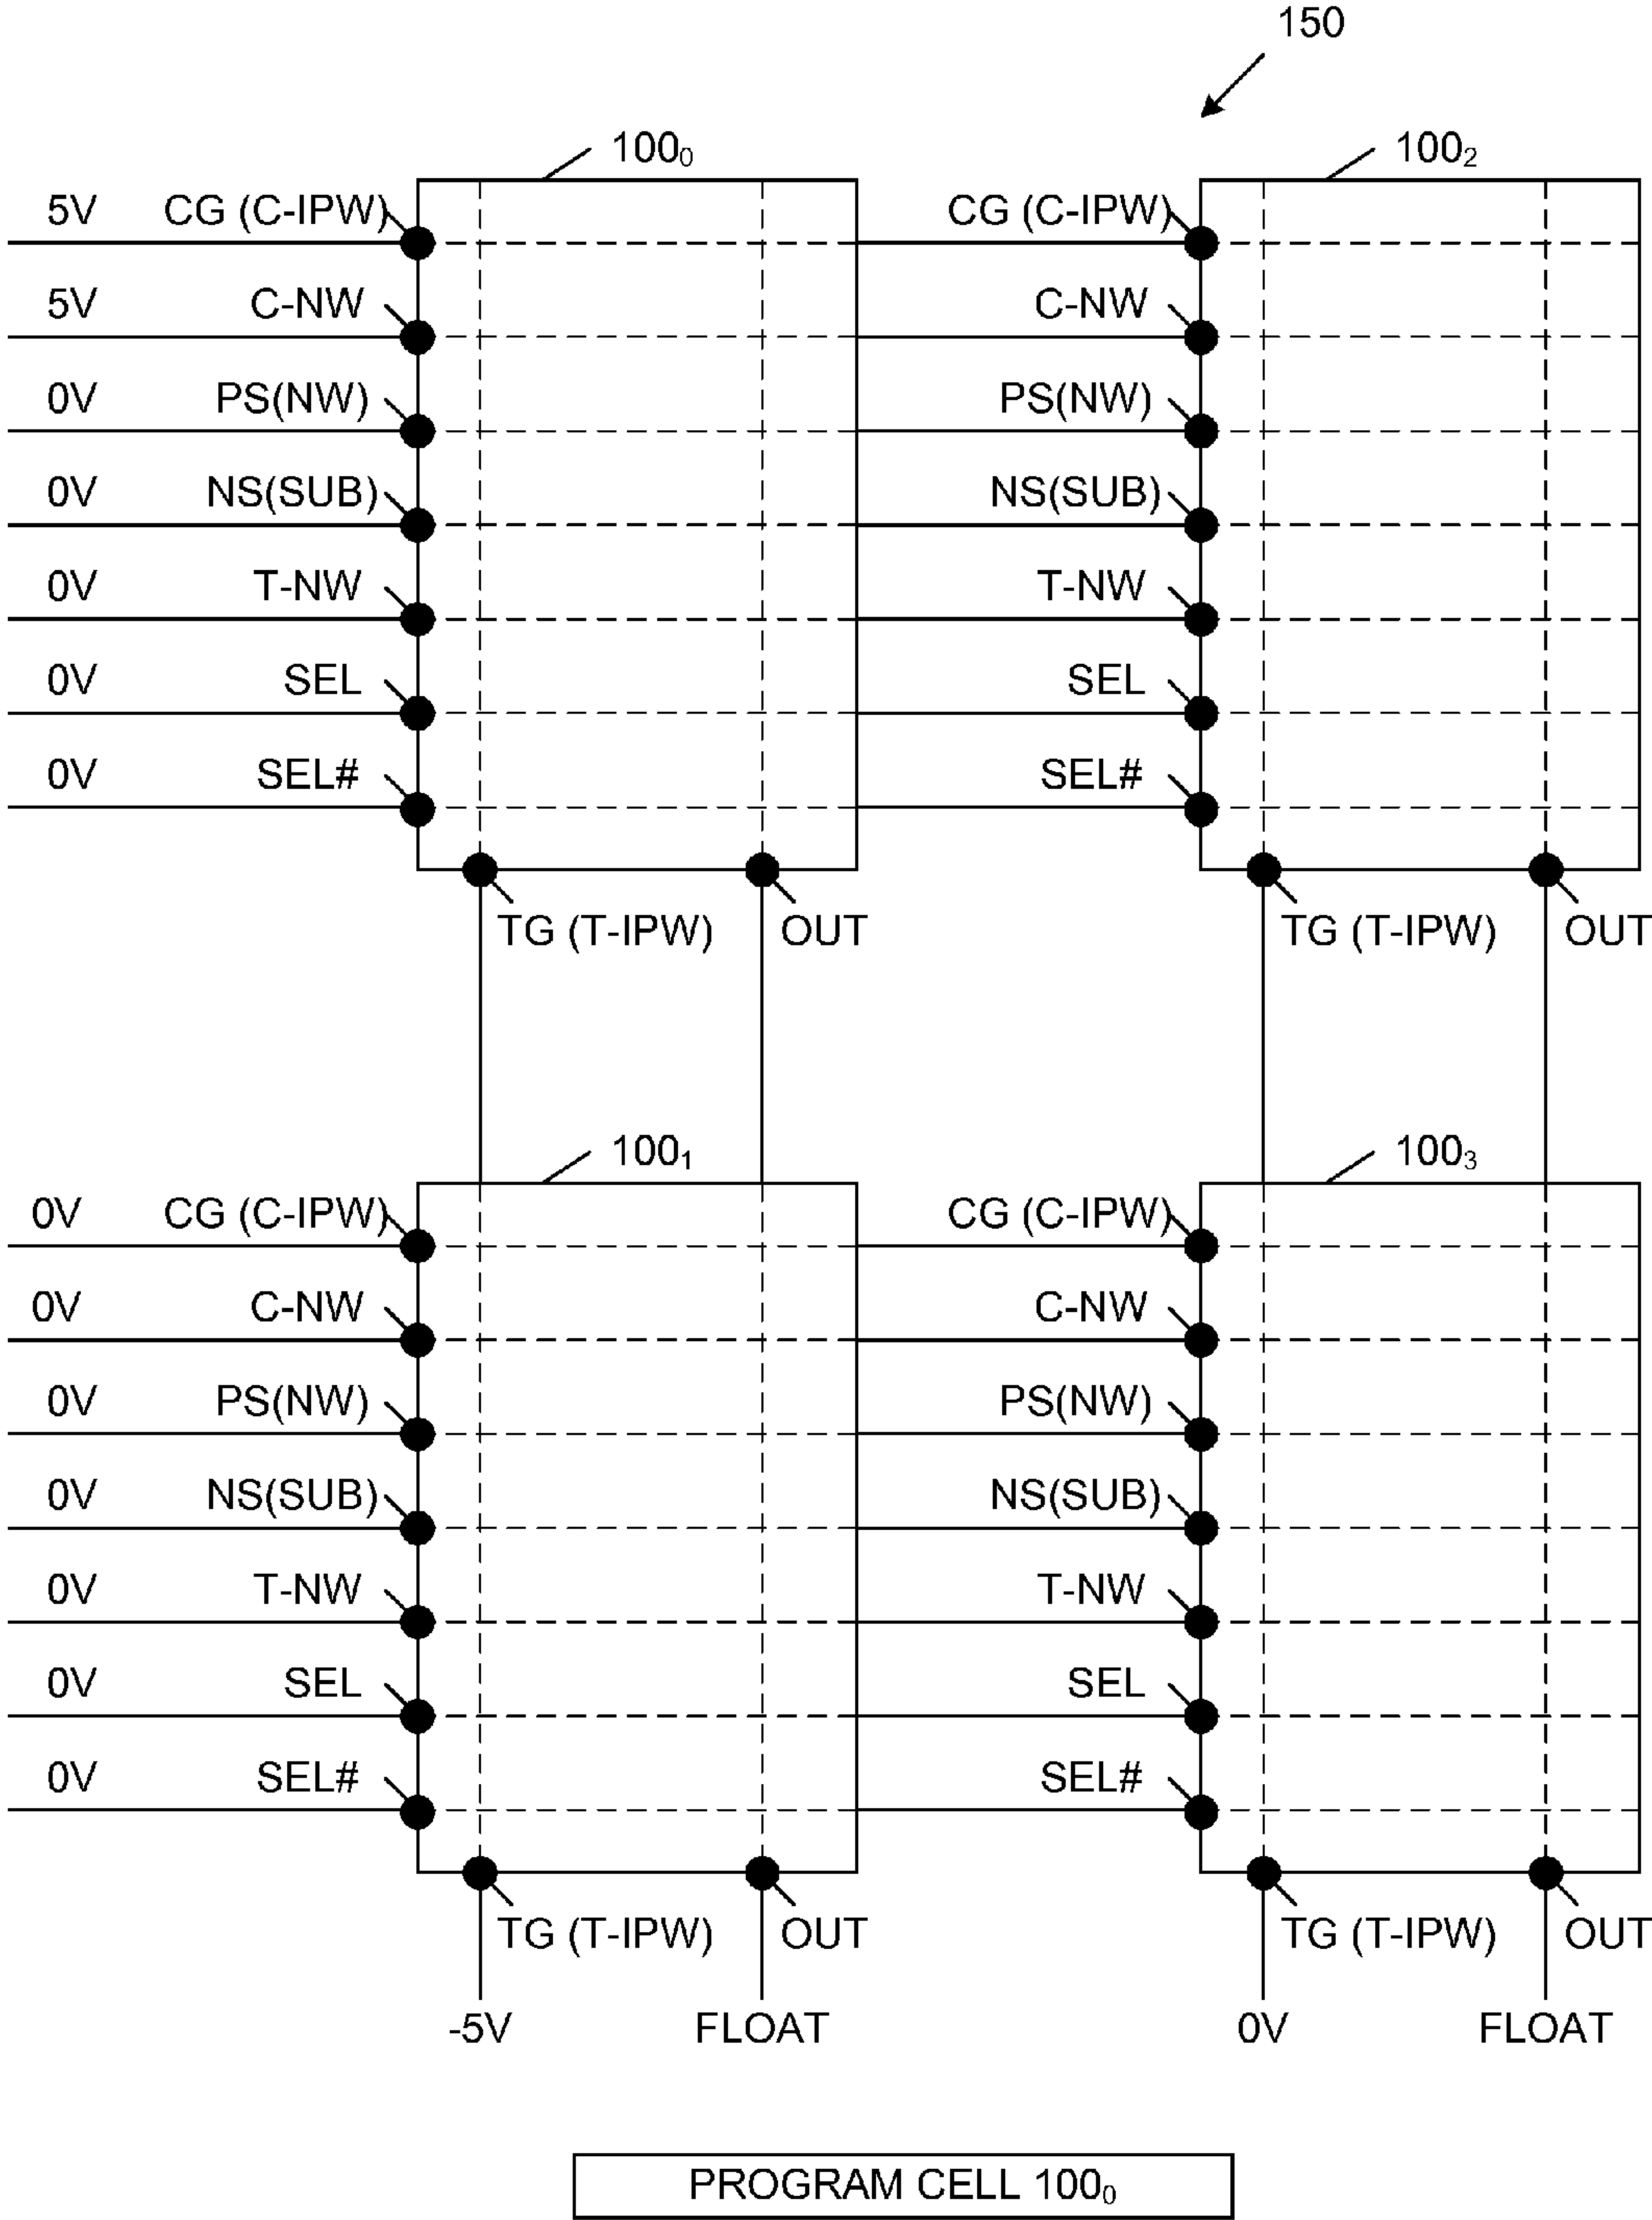 150
100₀ 100₂
5V CG (C-IPW) CG (C-IPW)
5V C-NW C-NW
0V PS(NW) PS(NW)
0V NS(SUB) NS(SUB)
0V T-NW T-NW
0V SEL SEL
0V SEL# SEL#
TG (T-IPW) OUT TG (T-IPW) OUT
100₁ 100₃
0V CG (C-IPW) CG (C-IPW)
0V C-NW C-NW
0V PS(NW) PS(NW)
0V NS(SUB) NS(SUB)
0V T-NW T-NW
0V SEL SEL
0V SEL# SEL#
TG (T-IPW) OUT TG (T-IPW) OUT
-5V FLOAT 0V FLOAT
PROGRAM CELL 100₀